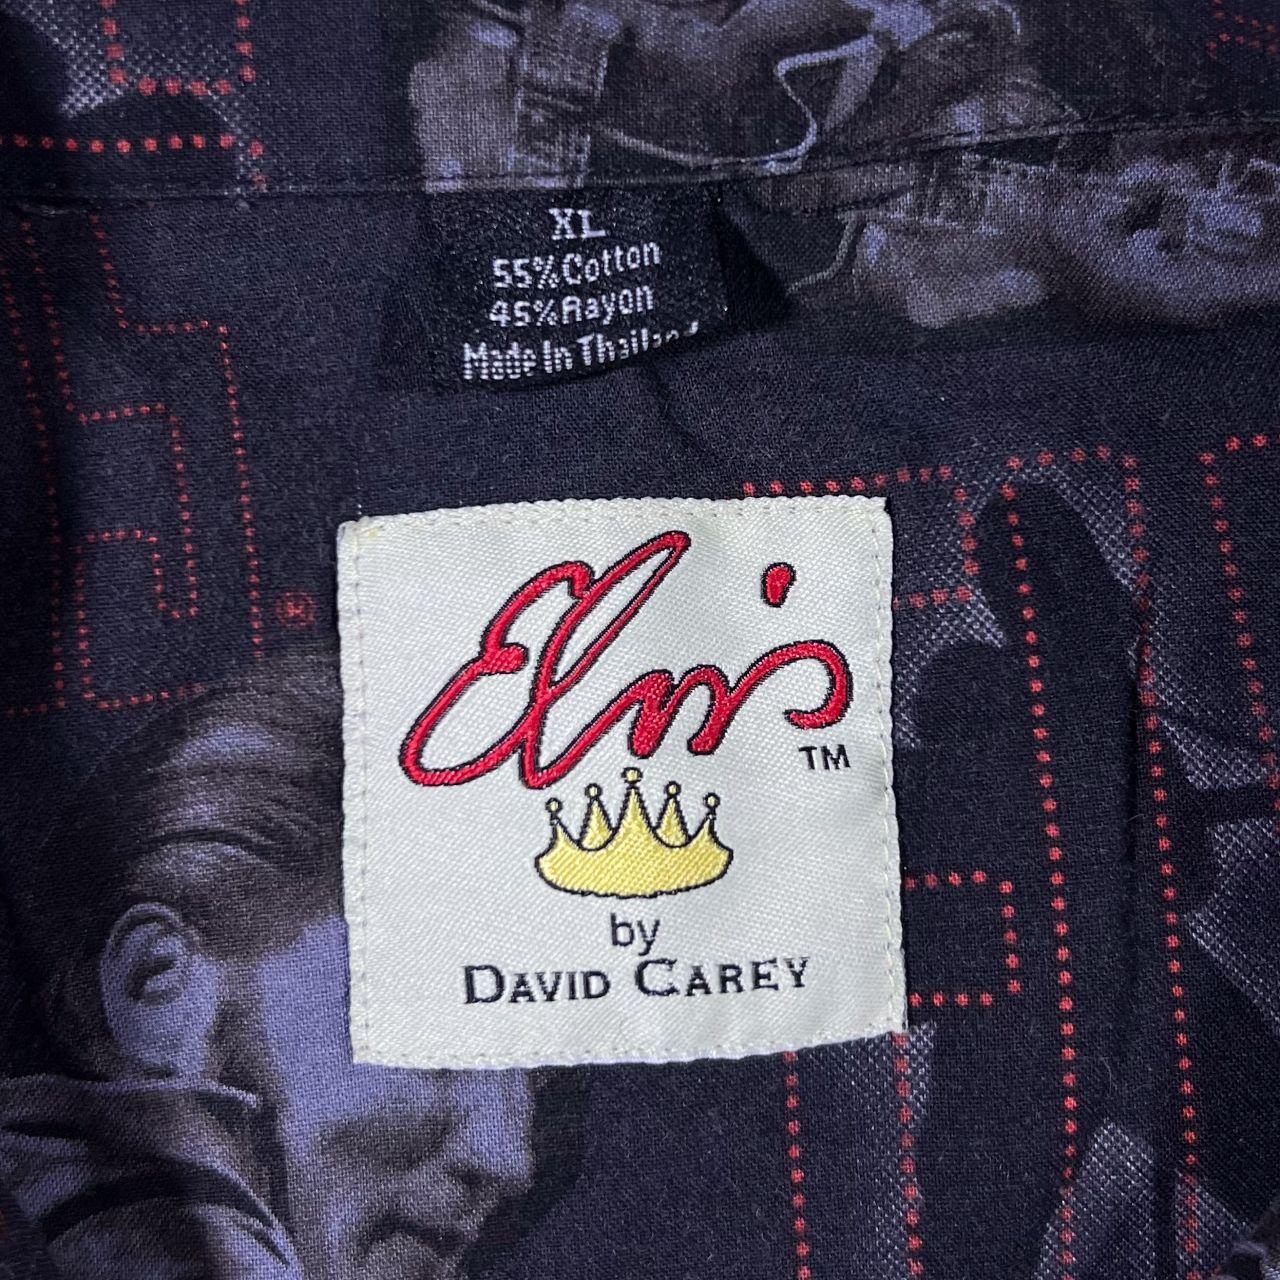 XL
55%Cotton
45%Rayon
Made In Thailand
®
Elvis
TM
by
DAVID CAREY